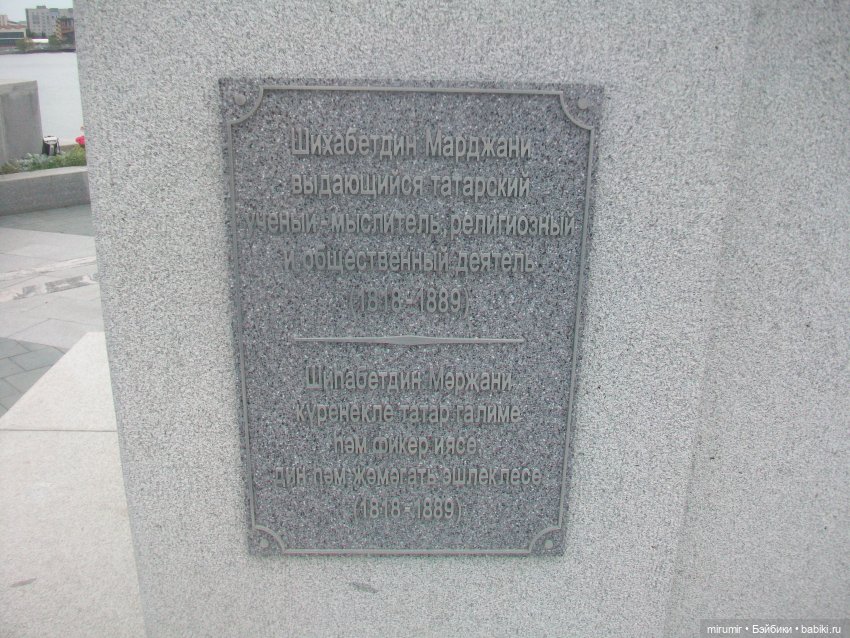 Шихабетдин Марджани
выдающийся татарский
ученый - мыслитель, религиозный
и общественный деятель
(1818 - 1889)
Шиһабетдин Мәрҗани
күренекле татар галиме
һәм фикер иясе,
дин һәм җәмәгать эшлеклесе
(1818 - 1889)
mirumir • Бэйбики • babiki.ru